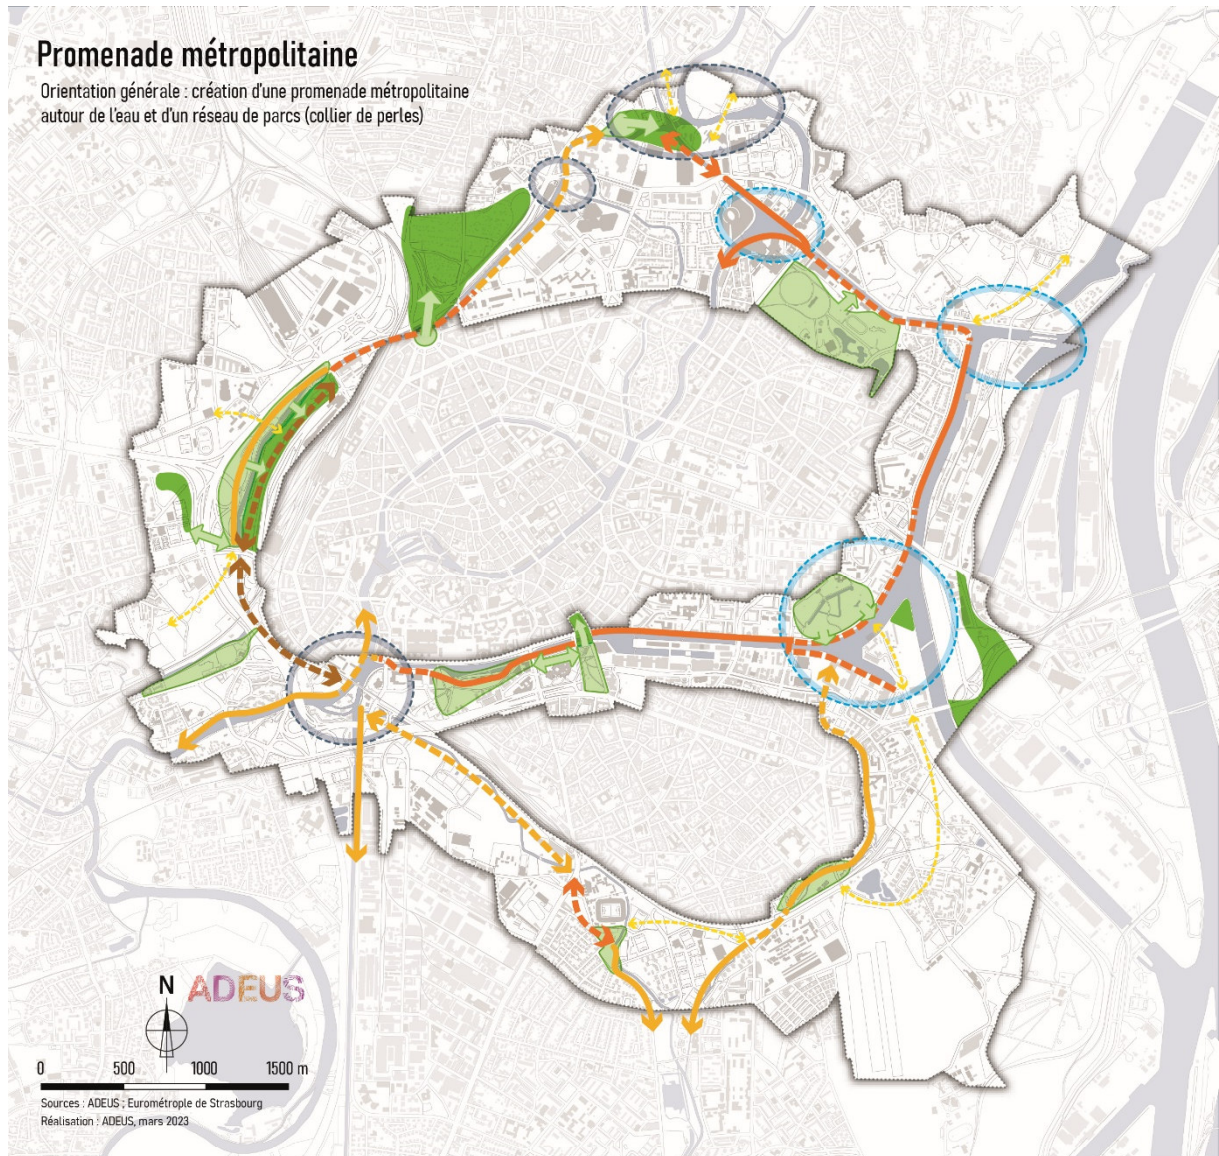 Promenade métropolitaine
Orientation générale : création d'une promenade métropolitaine
autour de l'eau et d'un réseau de parcs (collier de perles)
N
ADEUS
0 500 1000 1500 m
Sources : ADEUS ; Eurométrople de Strasbourg
Réalisation : ADEUS, mars 2023